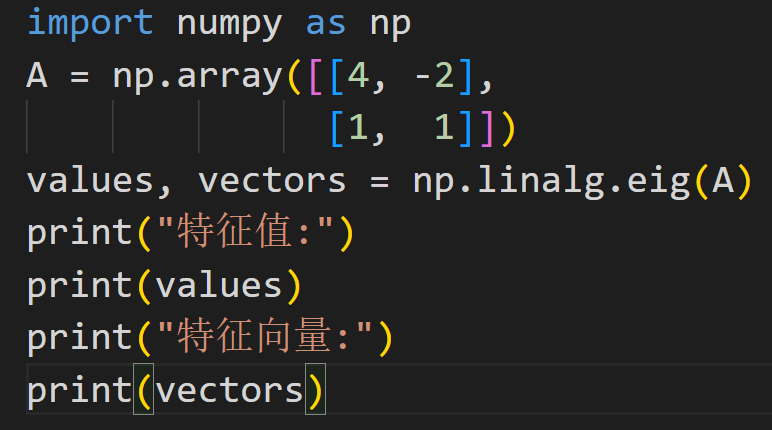 import numpy as np
A = np.array([[4, -2],
              [1,  1]])
values, vectors = np.linalg.eig(A)
print("特征值:")
print(values)
print("特征向量:")
print(vectors)